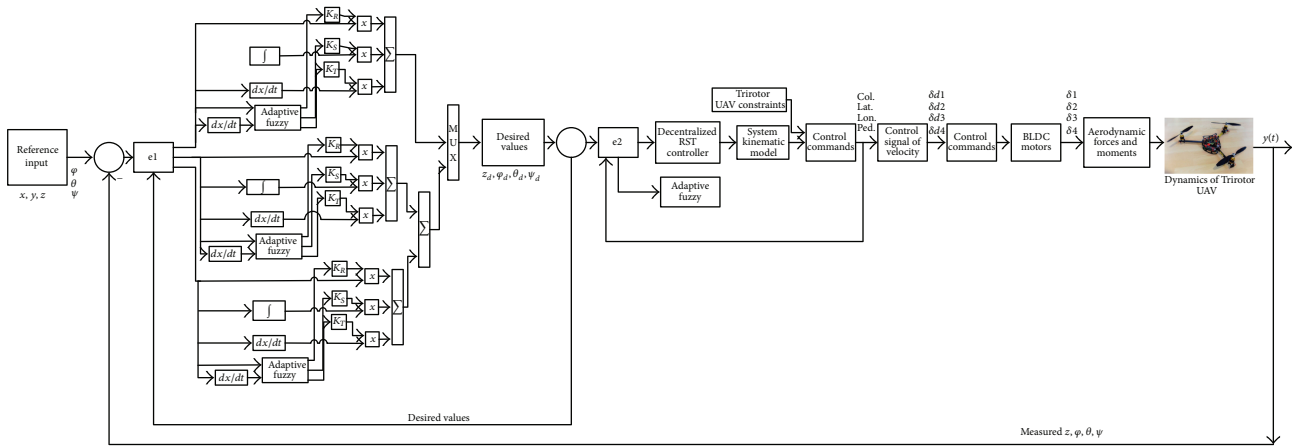 Reference
input
x, y, z
φ
θ
ψ
−
e1
∫
dx/dt
dx/dt
Adaptive
fuzzy
K_R
K_S
K_T
x
x
x
∑
∫
dx/dt
dx/dt
Adaptive
fuzzy
K_R
K_S
K_T
x
x
x
∑
∫
dx/dt
dx/dt
Adaptive
fuzzy
K_R
K_S
K_T
x
x
x
∑
∑
M
U
X
Desired
values
z_d, φ_d, θ_d, ψ_d
e2
Adaptive
fuzzy
Decentralized
RST
controller
Trirotor
UAV constraints
System
kinematic
model
Control
commands
Col.
Lat.
Lon.
Ped.
Control
signal of
velocity
δd1
δd2
δd3
δd4
Control
commands
BLDC
motors
δ1
δ2
δ3
δ4
Aerodynamic
forces and
moments
Dynamics of Trirotor
UAV
y(t)
Desired values
Measured z, φ, θ, ψ